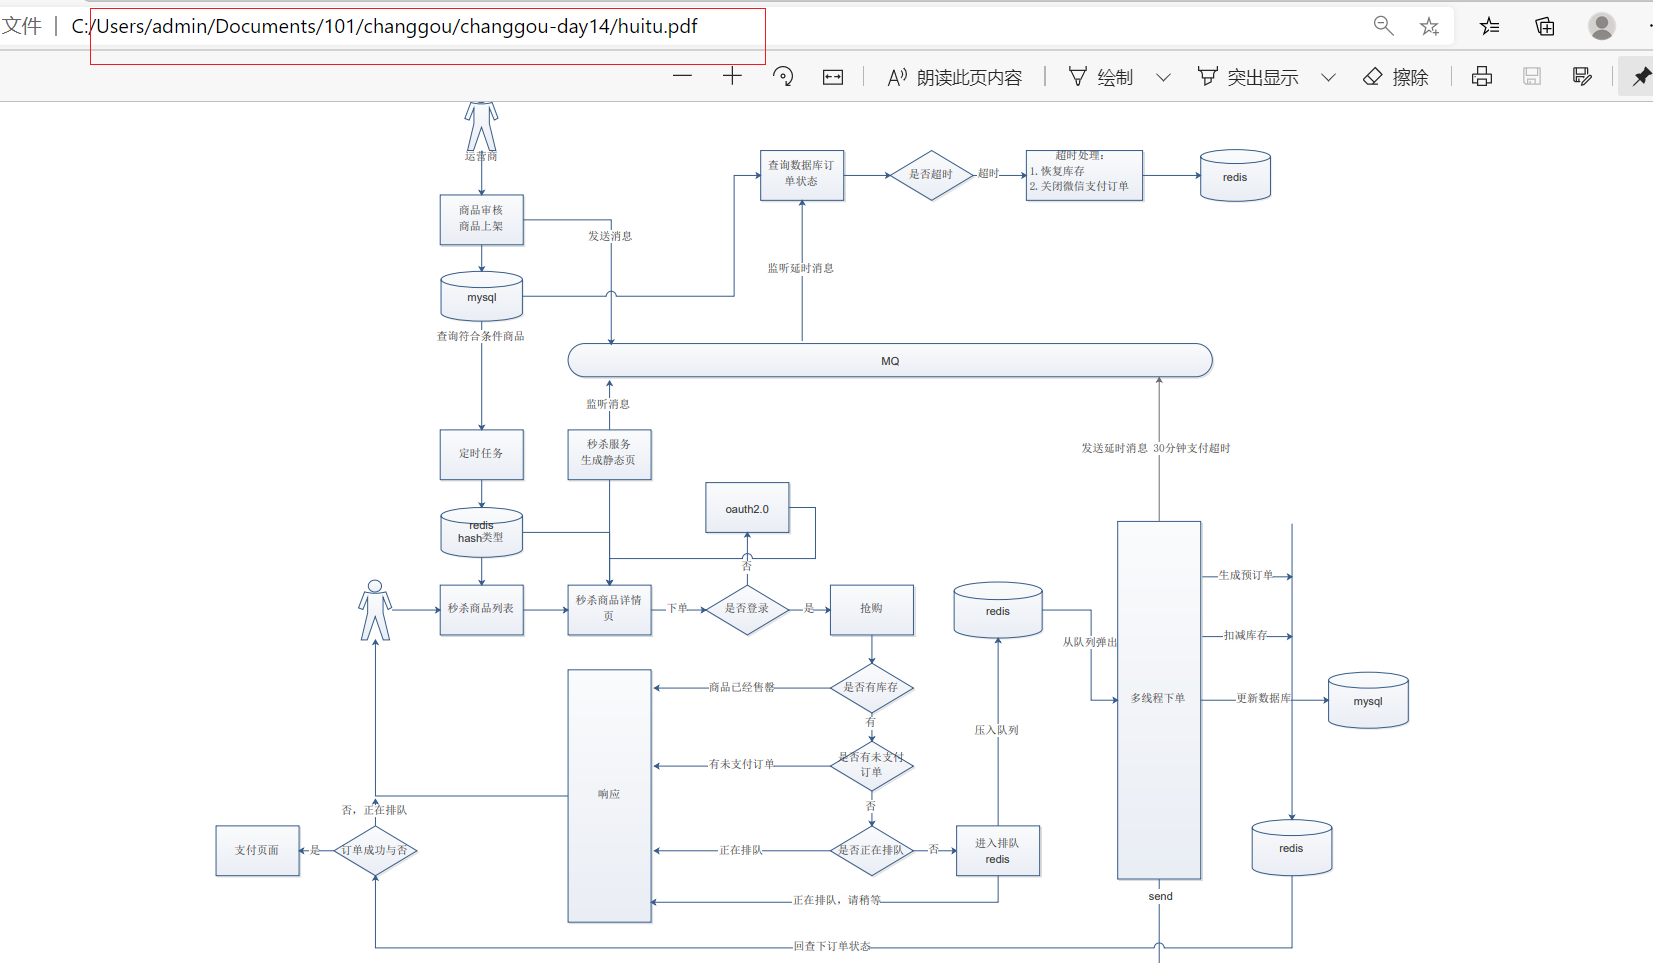 文件 | C:/Users/admin/Documents/101/changgou/changgou-day14/huitu.pdf
朗读此页内容
绘制
突出显示
擦除
运营商
商品审核
商品上架
发送消息
mysql
查询符合条件商品
查询数据库订
单状态
是否超时
超时
超时处理：
1. 恢复库存
2. 关闭微信支付订单
redis
监听延时消息
MQ
监听消息
发送延时消息 30分钟支付超时
定时任务
秒杀服务
生成静态页
redis
hash类型
oauth2.0
否
秒杀商品列表
秒杀商品详情
页
下单
是否登录
是
抢购
redis
从队列弹出
生成预订单
扣减库存
多线程下单
更新数据库
mysql
商品已经售罄
是否有库存
有
压入队列
有未支付订单
是否有未支付
订单
响应
否
否，正在排队
支付页面
是
订单成功与否
正在排队
是否正在排队
否
进入排队
redis
redis
正在排队，请稍等
send
回查下订单状态